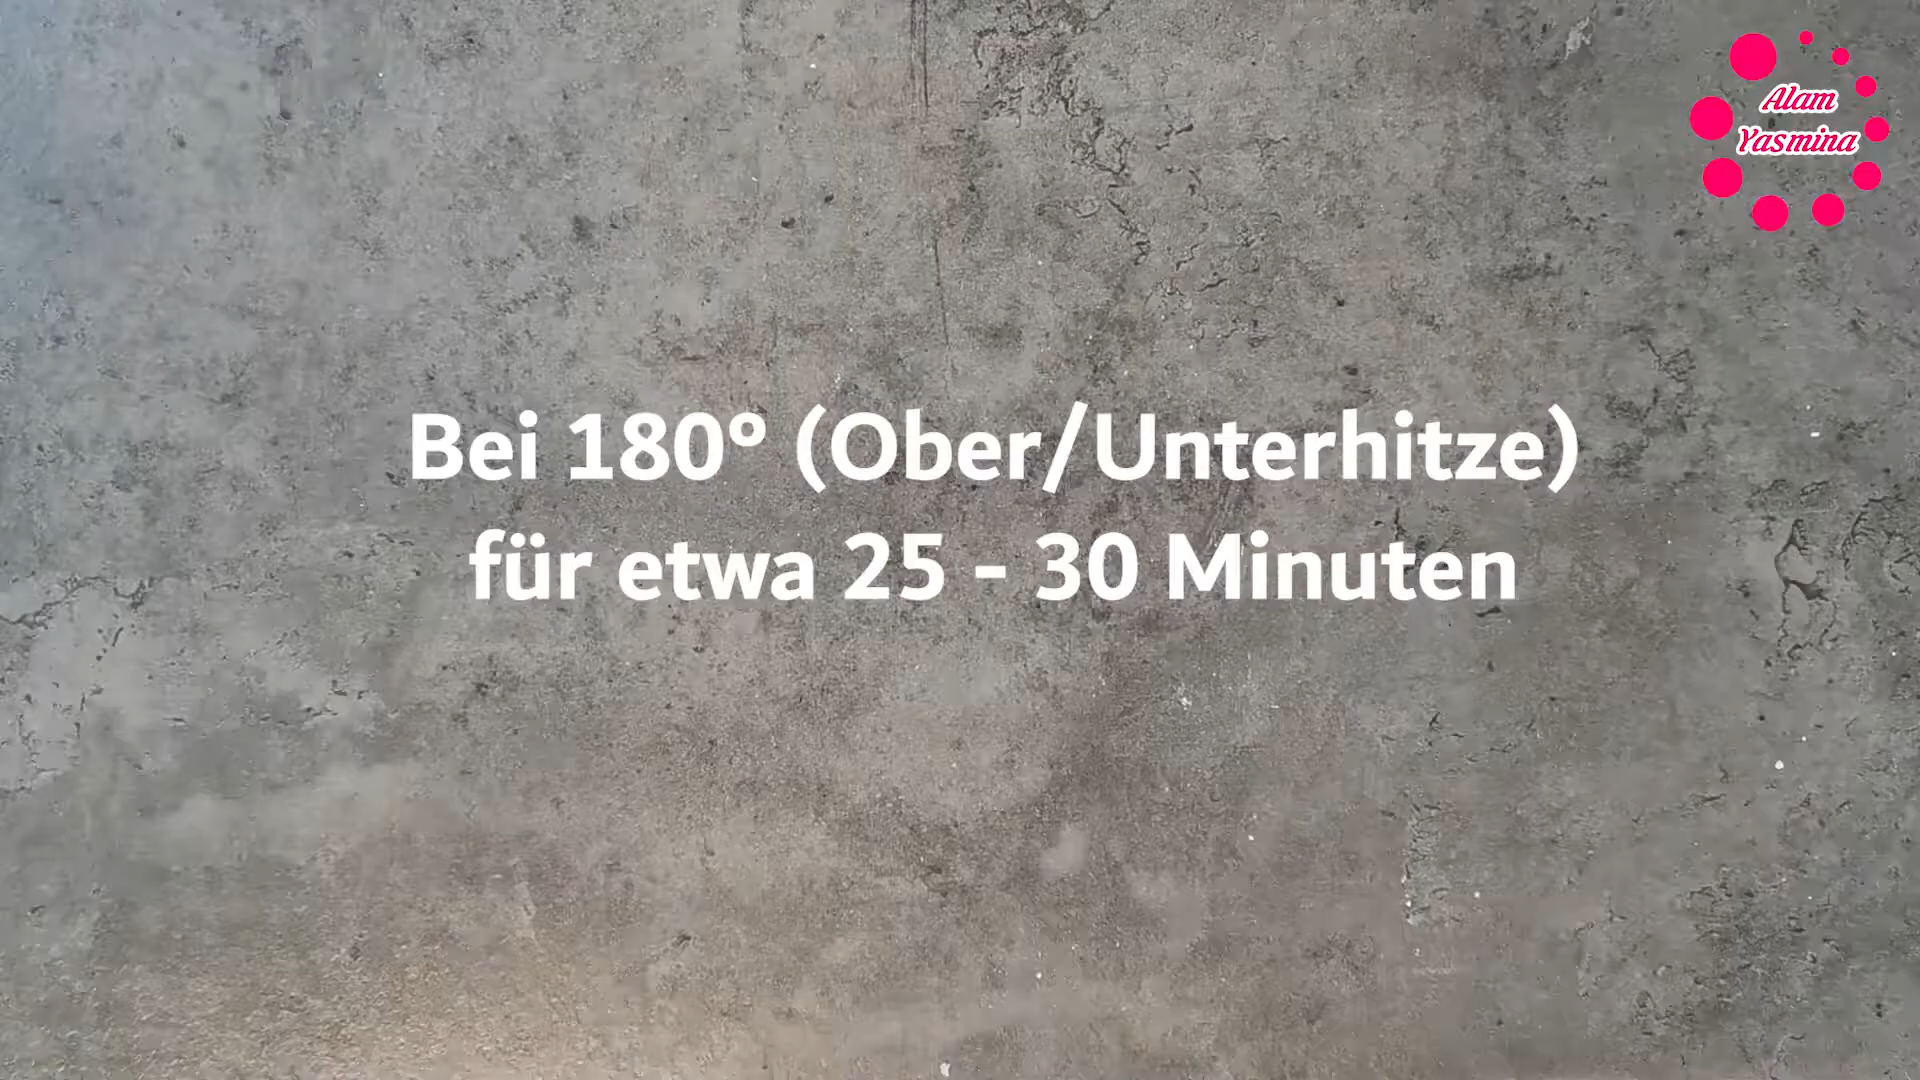 Alam
Yasmina
Bei 180° (Ober/Unterhitze)
für etwa 25 - 30 Minuten